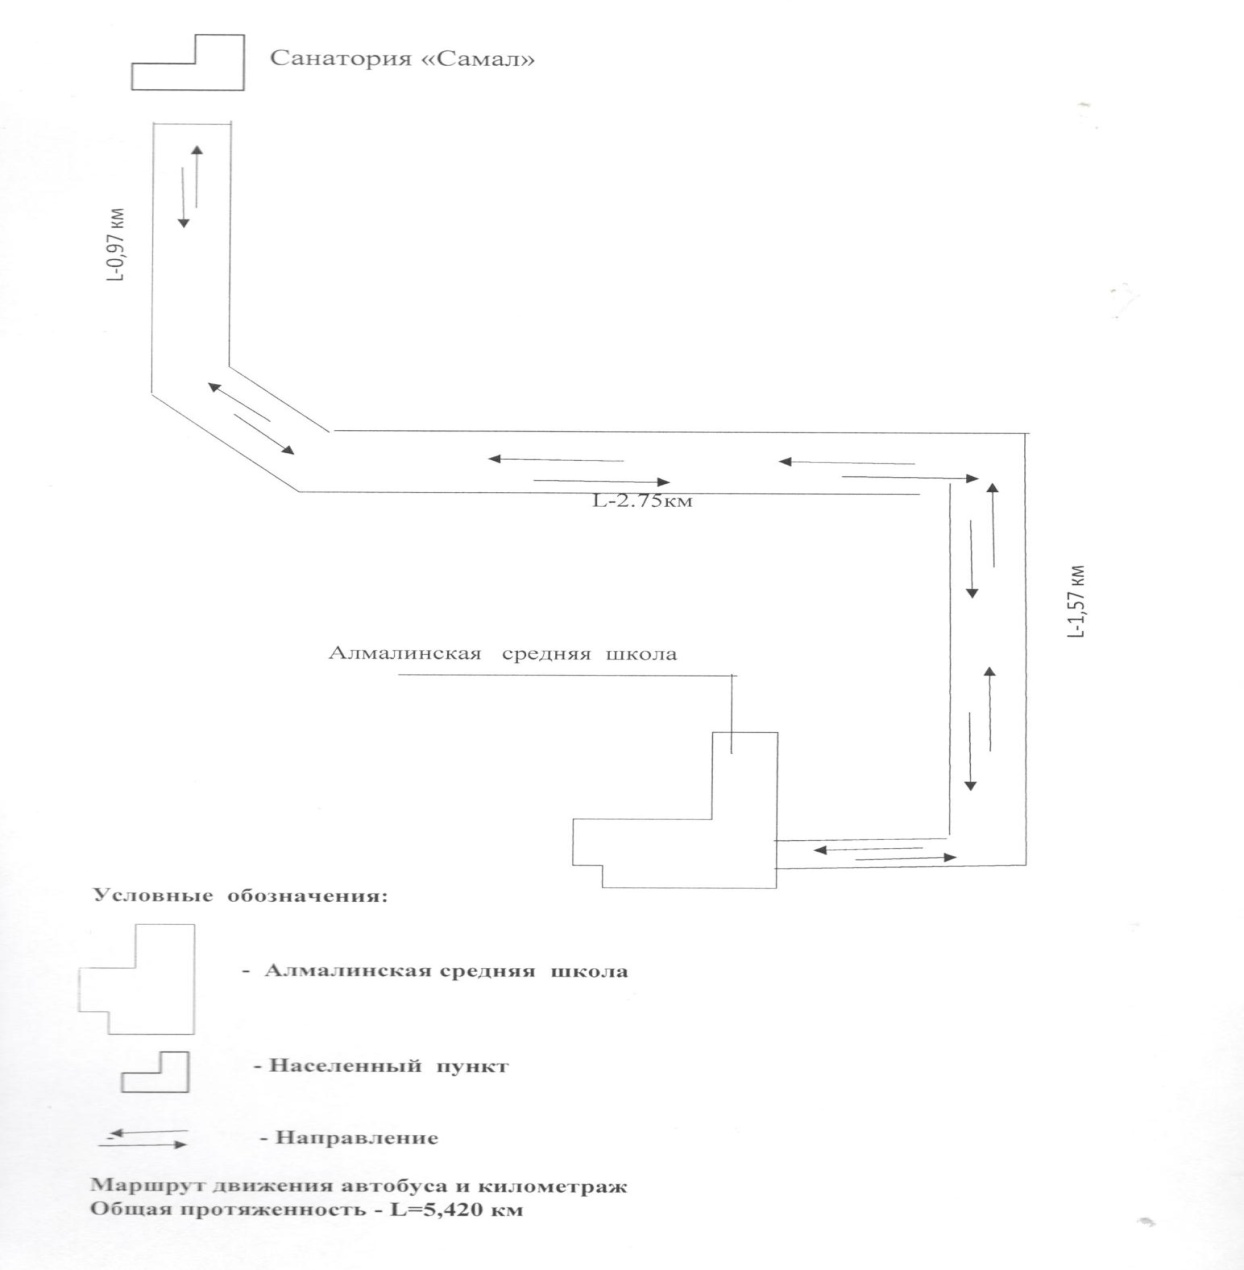 Санатория «Самал»
L-0,97 км
L-2.75км
L-1,57 км
Алмалинская средняя школа
Условные обозначения:
- Алмалинская средняя школа
- Населенный пункт
- Направление
Маршрут движения автобуса и километраж
Общая протяженность - L=5,420 км